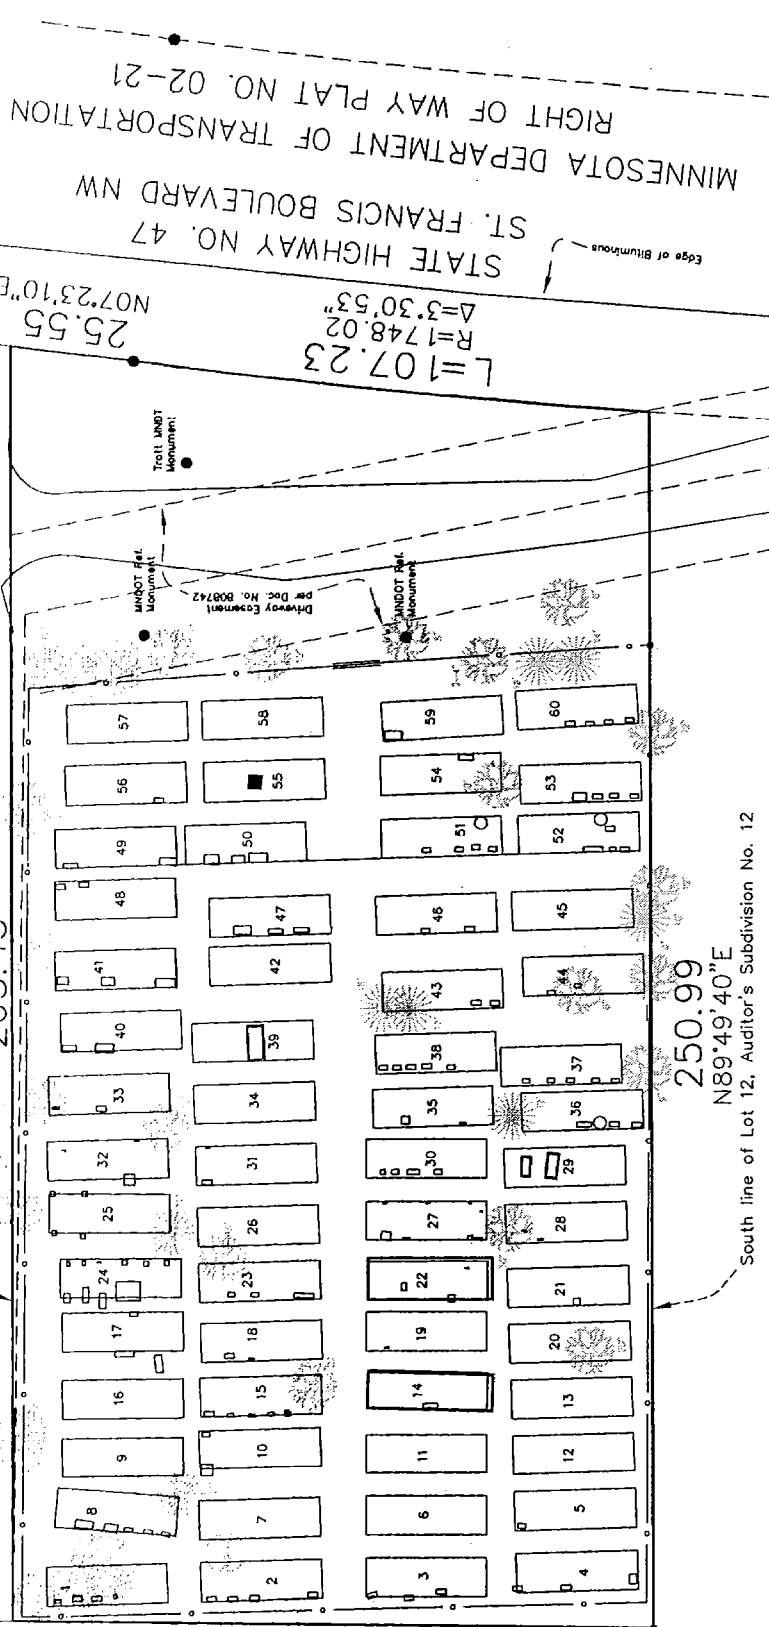 MINNESOTA DEPARTMENT OF TRANSPORTATION
RIGHT OF WAY PLAT NO. 02-21
STATE HIGHWAY NO. 47
ST. FRANCIS BOULEVARD NW
Edge of Bituminous
L=107.23
R=1748.02
Δ=3°30'53"
25.55
N07°23'10"E
Trott MNDT
Monument
MNDOT Ref.
Monument
Driveway Easement
per Doc. No. 808742
MNDOT Ref.
Monument
57 58 59 60
56 55 54 53
49 50 51 52
48 47 46 45
41 42 43 44
40 39 38 37
33 34 35 36
32 31 30 29
25 26 27 28
24 23 22 21
17 18 19 20
16 15 14 13
9 10 11 12
8 7 6 5
1 2 3 4
250.99
N89°49'40"E
South line of Lot 12, Auditor's Subdivision No. 12